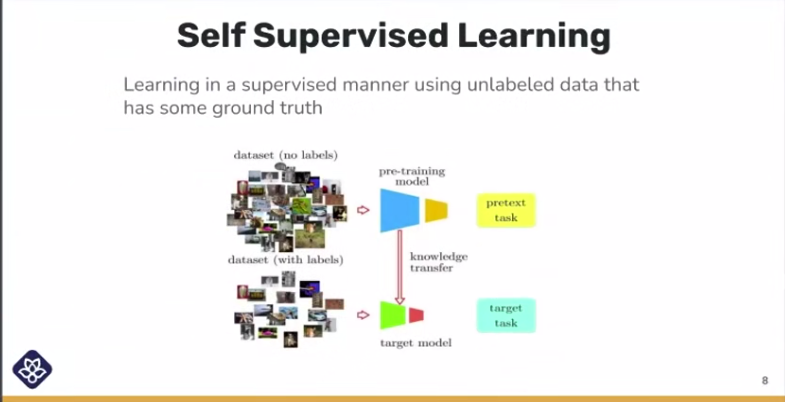 Self Supervised Learning
Learning in a supervised manner using unlabeled data that
has some ground truth
dataset (no labels)
pre-training
model
pretext
task
knowledge
transfer
dataset (with labels)
target
task
target model
8